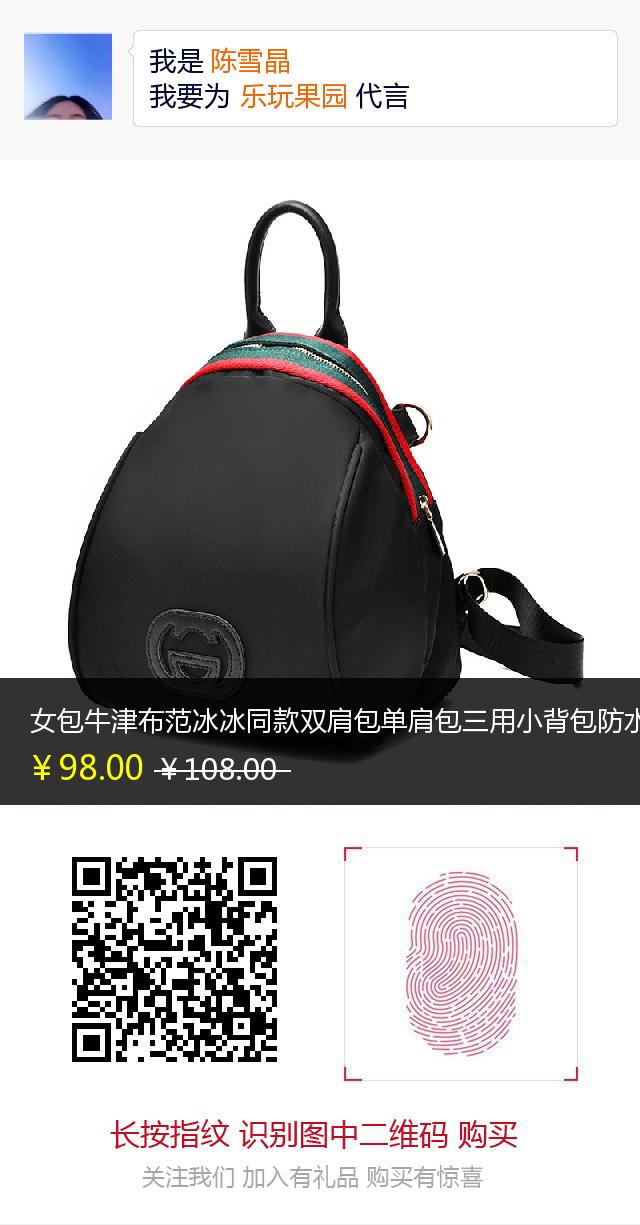 我是 陈雪晶
我要为 乐玩果园 代言
女包牛津布范冰冰同款双肩包单肩包三用小背包防水
￥98.00 ￥108.00
长按指纹 识别图中二维码 购买
关注我们 加入有礼品 购买有惊喜